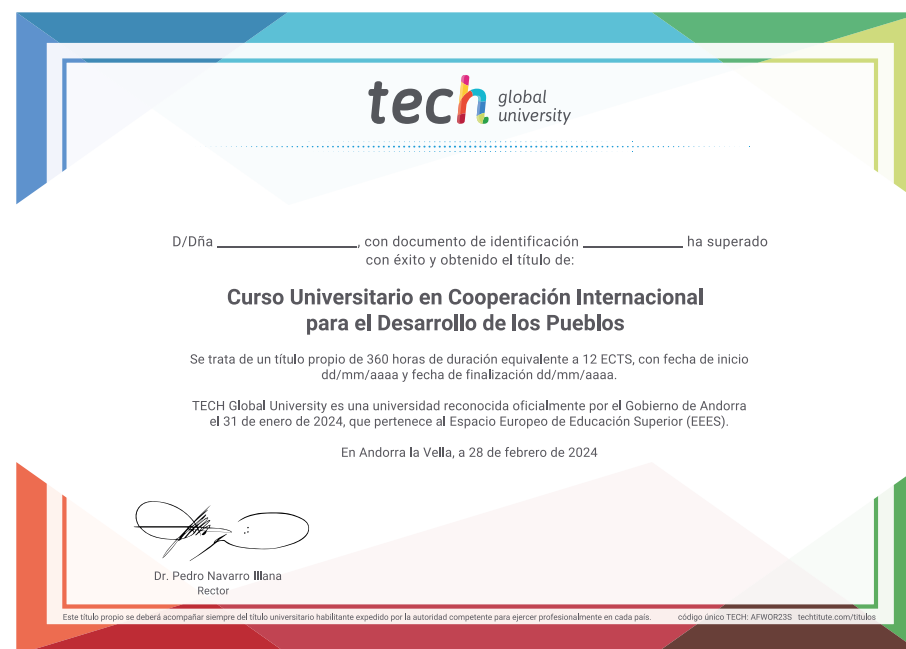 tech global university
D/Dña ____________, con documento de identificación ____________ ha superado
con éxito y obtenido el título de:
Curso Universitario en Cooperación Internacional
para el Desarrollo de los Pueblos
Se trata de un título propio de 360 horas de duración equivalente a 12 ECTS, con fecha de inicio
dd/mm/aaaa y fecha de finalización dd/mm/aaaa.
TECH Global University es una universidad reconocida oficialmente por el Gobierno de Andorra
el 31 de enero de 2024, que pertenece al Espacio Europeo de Educación Superior (EEES).
En Andorra la Vella, a 28 de febrero de 2024
Dr. Pedro Navarro Illana
Rector
Este título propio se deberá acompañar siempre del título universitario habilitante expedido por la autoridad competente para ejercer profesionalmente en cada país. código único TECH: AFWOR23S techtitute.com/titulos